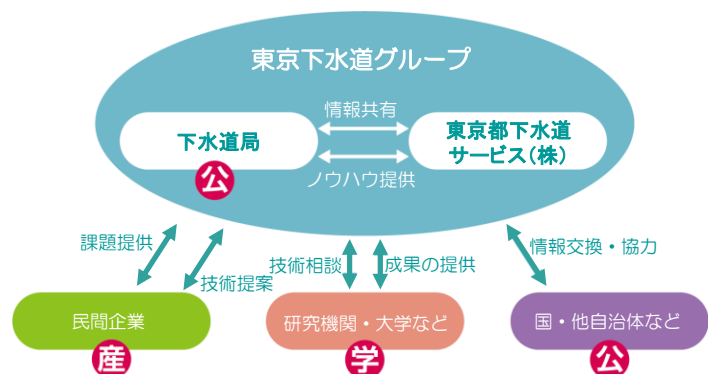 東京下水道グループ
情報共有
下水道局
東京都下水道
サービス(株)
公
ノウハウ提供
課題提供
技術提案
技術相談
成果の提供
情報交換・協力
民間企業
研究機関・大学など
国・他自治体など
産
学
公